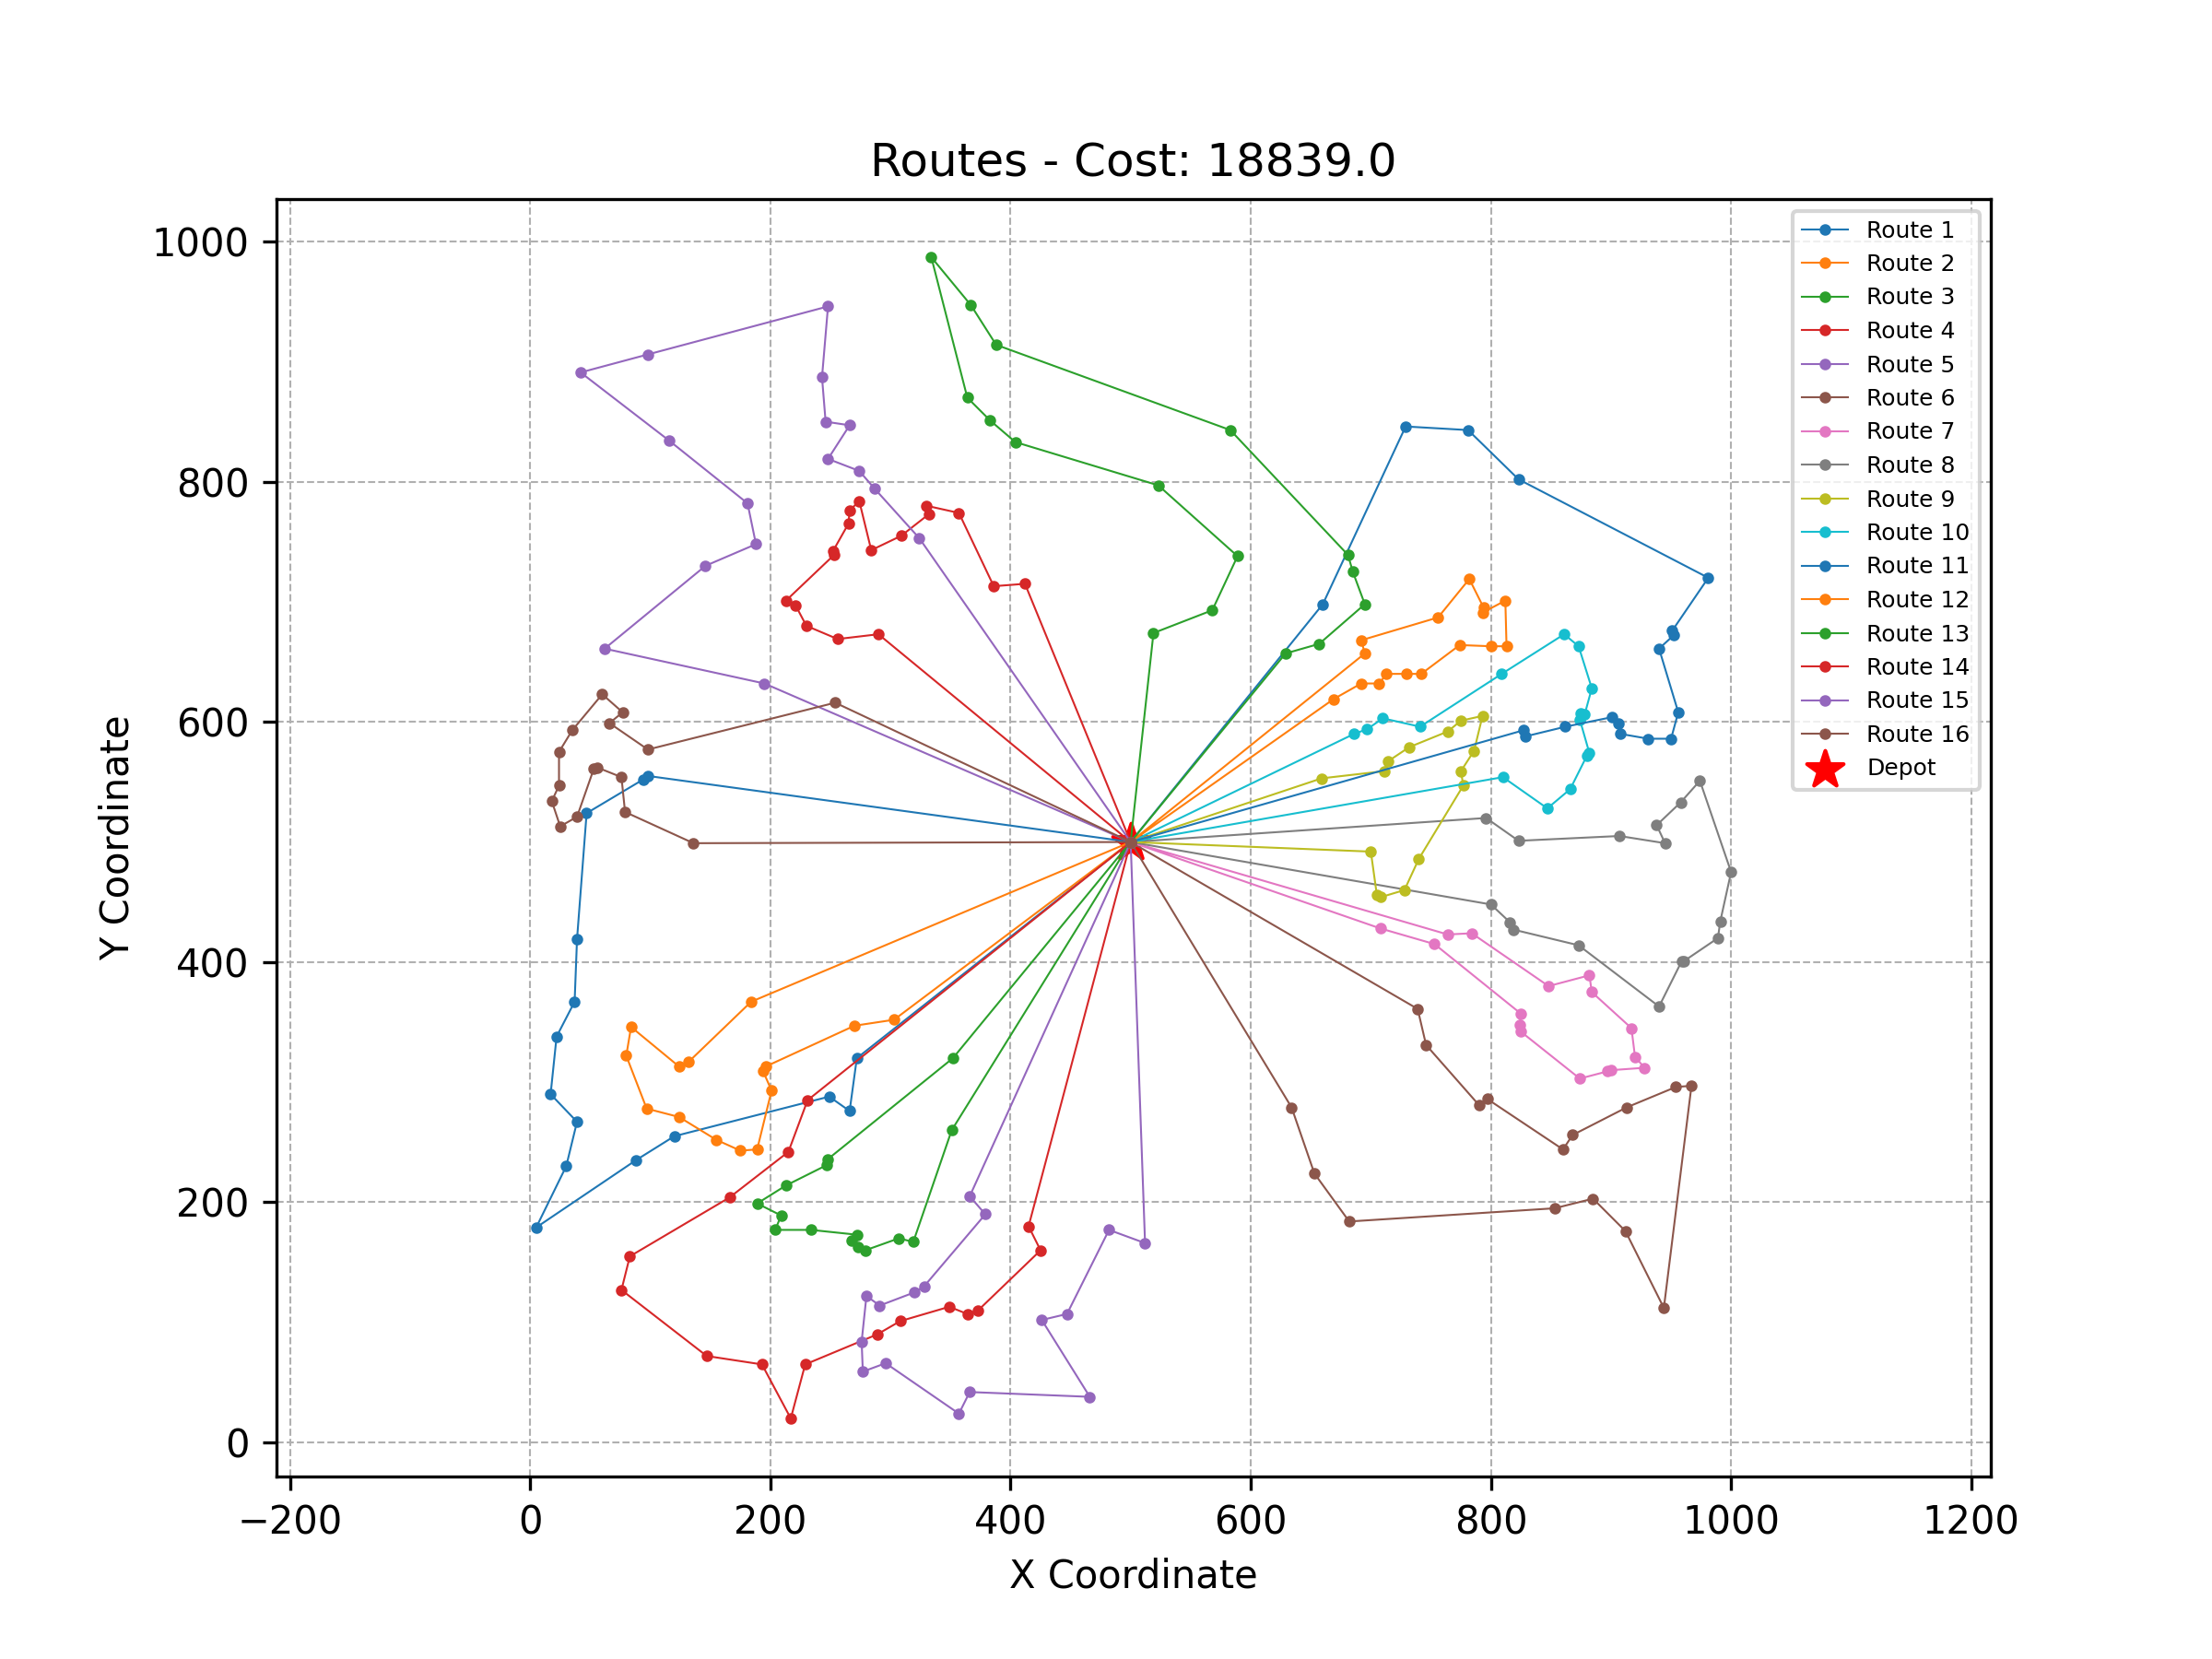 Routes - Cost: 18839.0
Route 1
Route 2
Route 3
Route 4
Route 5
Route 6
Route 7
Route 8
Route 9
Route 10
Route 11
Route 12
Route 13
Route 14
Route 15
Route 16
Depot
Y Coordinate
1000
800
600
400
200
0
−200 0 200 400 600 800 1000 1200
X Coordinate